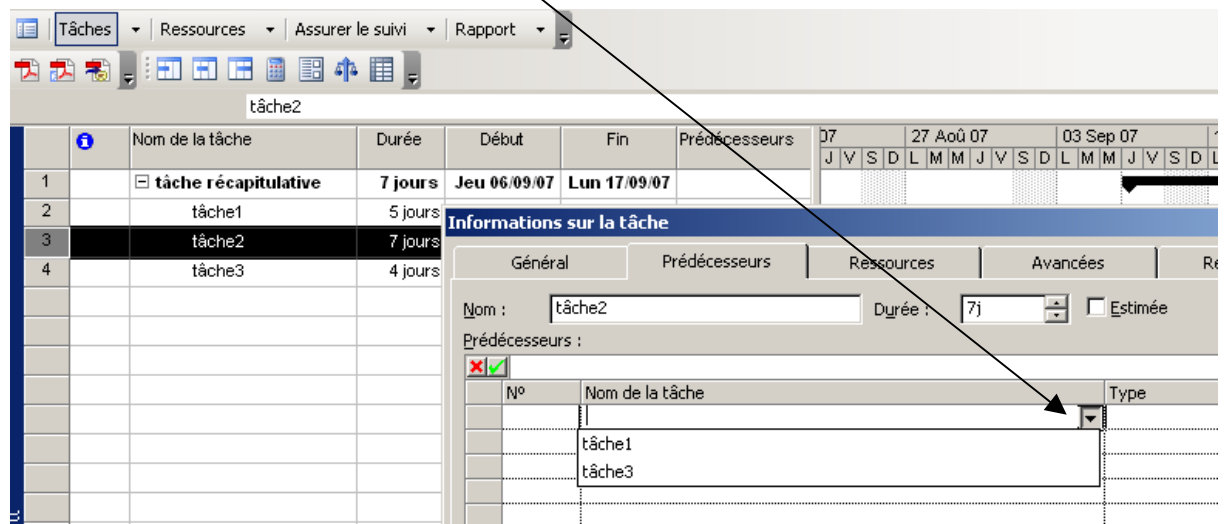 Tâches Ressources Assurer le suivi Rapport
tâche2
Nom de la tâche Durée Début Fin Prédécesseurs 07 27 Aoû 07 03 Sep 07
J V S D L M M J V S D L M M J V S D L
1 tâche récapitulative 7 jours Jeu 06/09/07 Lun 17/09/07
2 tâche1 5 jours
3 tâche2 7 jours
4 tâche3 4 jours
Informations sur la tâche
Général Prédécesseurs Ressources Avancées
Nom : tâche2 Durée : 7j Estimée
Prédécesseurs :
Nº Nom de la tâche Type
tâche1
tâche3